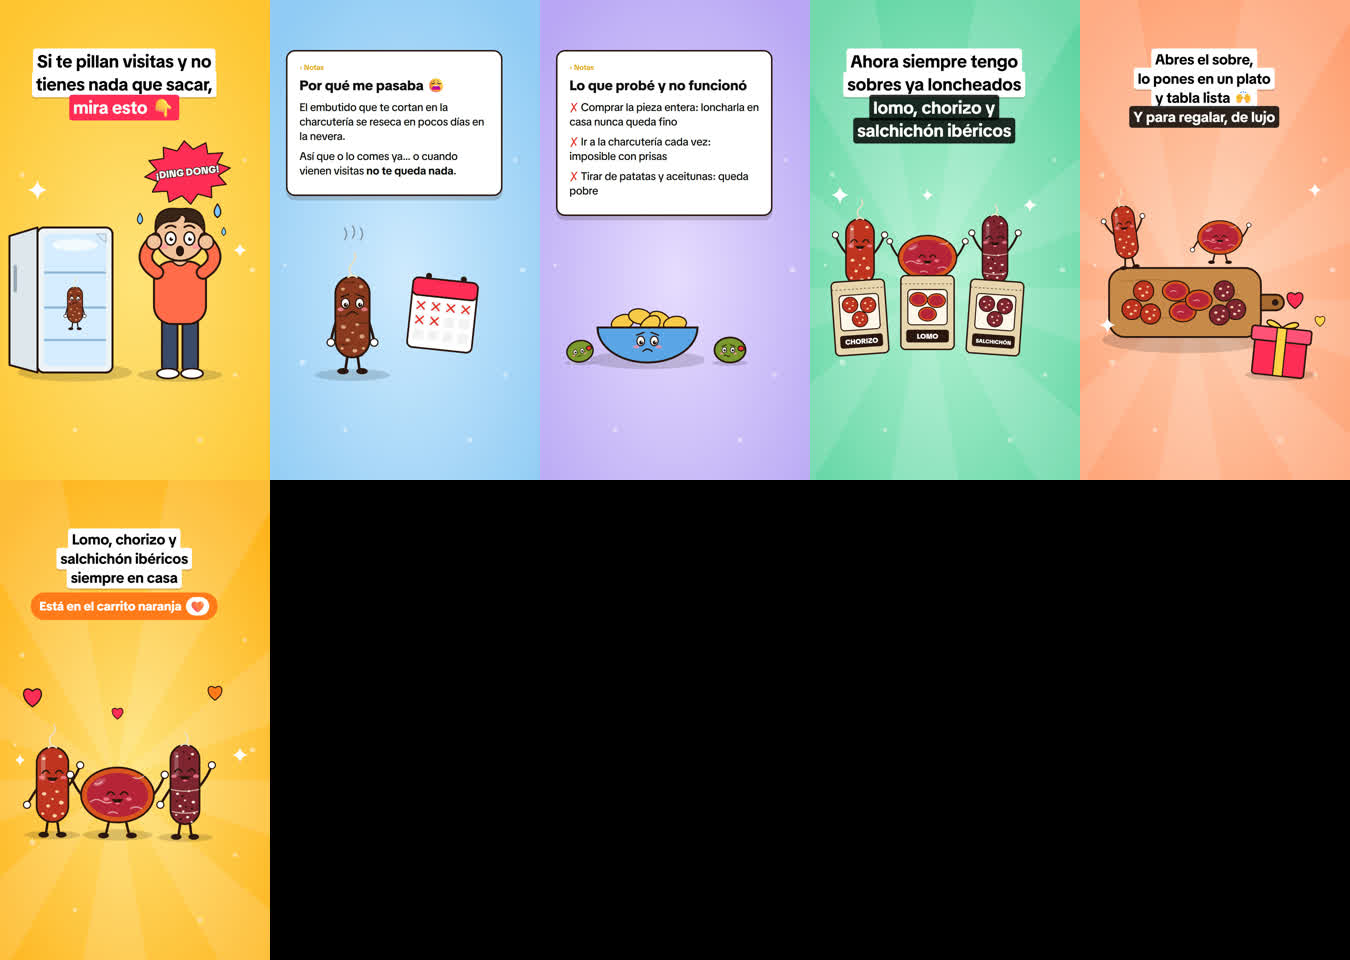 Si te pillan visitas y no
tienes nada que sacar,
mira esto 👇
¡DING DONG!
‹ Notas
Por qué me pasaba 😩
El embutido que te cortan en la
charcutería se reseca en pocos días en
la nevera.
Así que o lo comes ya... o cuando
vienen visitas no te queda nada.
‹ Notas
Lo que probé y no funcionó
✗ Comprar la pieza entera: loncharla en
casa nunca queda fino
✗ Ir a la charcutería cada vez:
imposible con prisas
✗ Tirar de patatas y aceitunas: queda
pobre
Ahora siempre tengo
sobres ya loncheados
lomo, chorizo y
salchichón ibéricos
CHORIZO
LOMO
SALCHICHÓN
Abres el sobre,
lo pones en un plato
y tabla lista 🙌
Y para regalar, de lujo
Lomo, chorizo y
salchichón ibéricos
siempre en casa
Está en el carrito naranja 🧡